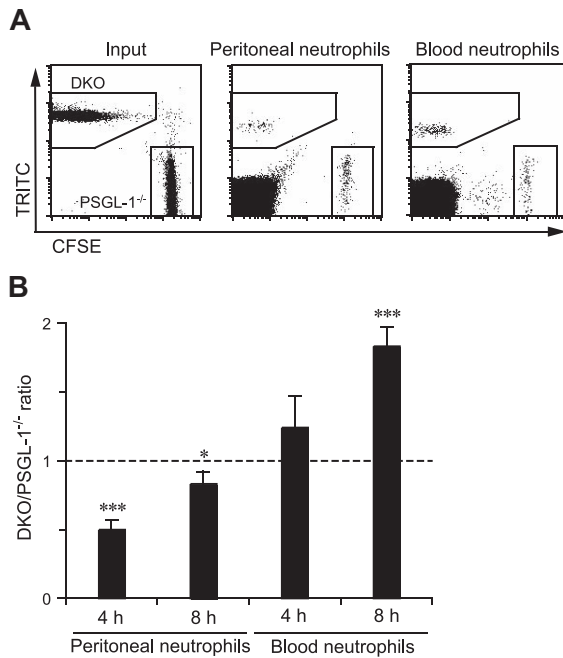 A
Input
Peritoneal neutrophils
Blood neutrophils
DKO
PSGL-1-/-
TRITC
CFSE
B
DKO/PSGL-1-/- ratio
2
1
0
***
*
***
4 h
8 h
4 h
8 h
Peritoneal neutrophils
Blood neutrophils